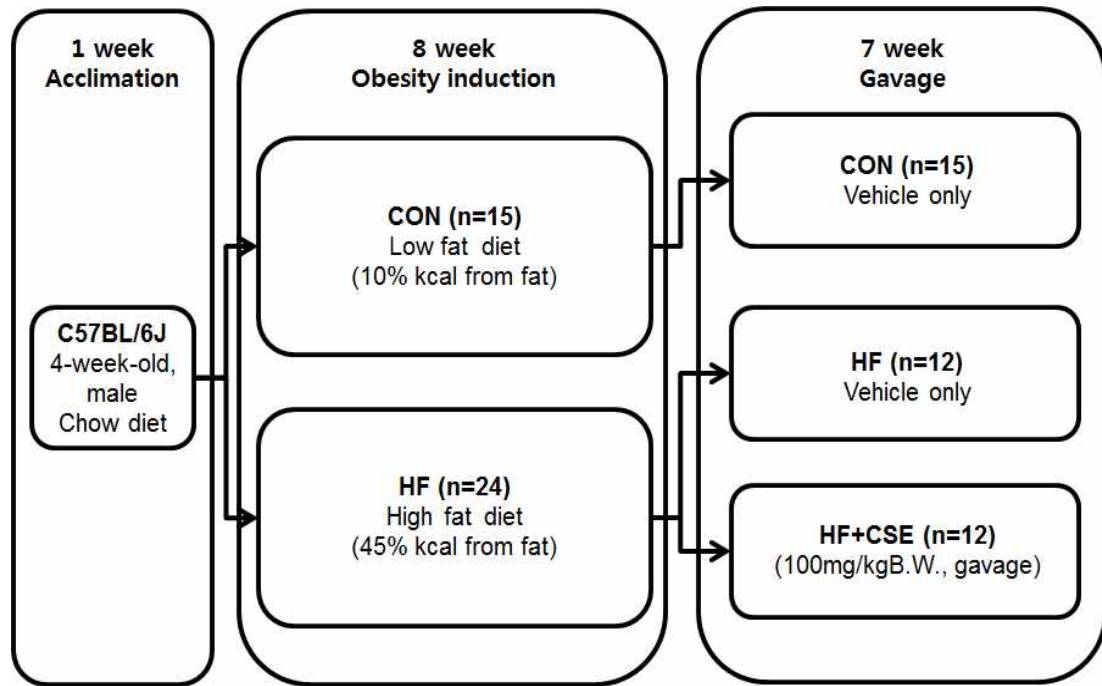 1 week
Acclimation
C57BL/6J
4-week-old,
male
Chow diet
8 week
Obesity induction
CON (n=15)
Low fat diet
(10% kcal from fat)
HF (n=24)
High fat diet
(45% kcal from fat)
7 week
Gavage
CON (n=15)
Vehicle only
HF (n=12)
Vehicle only
HF+CSE (n=12)
(100mg/kgB.W., gavage)